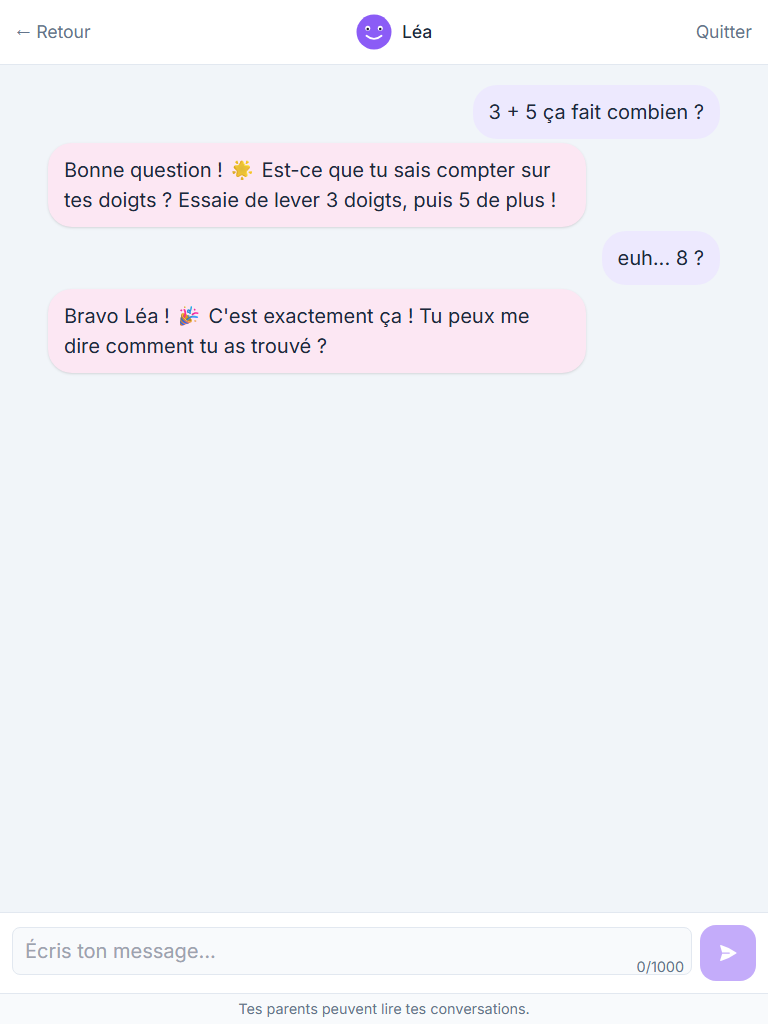 ← Retour
Léa
Quitter
3 + 5 ça fait combien ?
Bonne question ! 🌟 Est-ce que tu sais compter sur
tes doigts ? Essaie de lever 3 doigts, puis 5 de plus !
euh... 8 ?
Bravo Léa ! 🎉 C'est exactement ça ! Tu peux me
dire comment tu as trouvé ?
Écris ton message...
0/1000
Tes parents peuvent lire tes conversations.